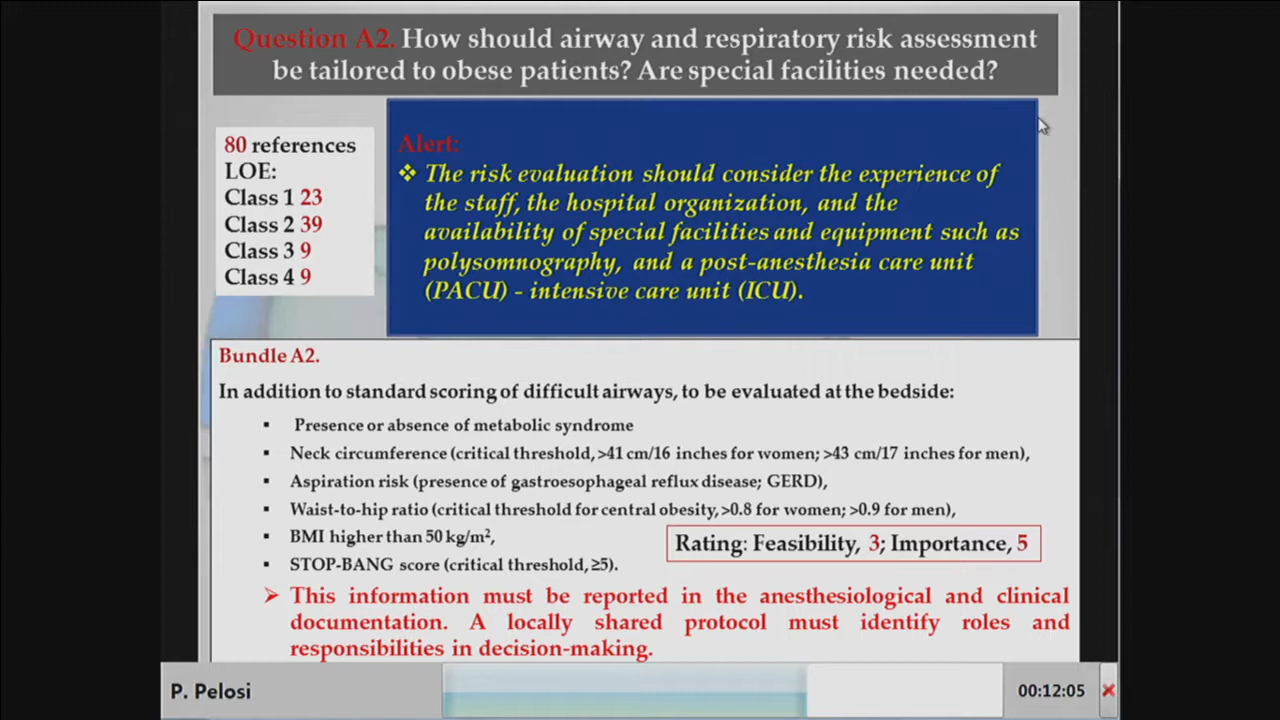 Question A2. How should airway and respiratory risk assessment
be tailored to obese patients? Are special facilities needed?
80 references
LOE:
Class 1 23
Class 2 39
Class 3 9
Class 4 9
Alert:
❖ The risk evaluation should consider the experience of
the staff, the hospital organization, and the
availability of special facilities and equipment such as
polysomnography, and a post-anesthesia care unit
(PACU) - intensive care unit (ICU).
Bundle A2.
In addition to standard scoring of difficult airways, to be evaluated at the bedside:
▪ Presence or absence of metabolic syndrome
▪ Neck circumference (critical threshold, >41 cm/16 inches for women; >43 cm/17 inches for men),
▪ Aspiration risk (presence of gastroesophageal reflux disease; GERD),
▪ Waist-to-hip ratio (critical threshold for central obesity, >0.8 for women; >0.9 for men),
▪ BMI higher than 50 kg/m²,
▪ STOP-BANG score (critical threshold, ≥5).
Rating: Feasibility, 3; Importance, 5
➢ This information must be reported in the anesthesiological and clinical
documentation. A locally shared protocol must identify roles and
responsibilities in decision-making.
P. Pelosi
00:12:05